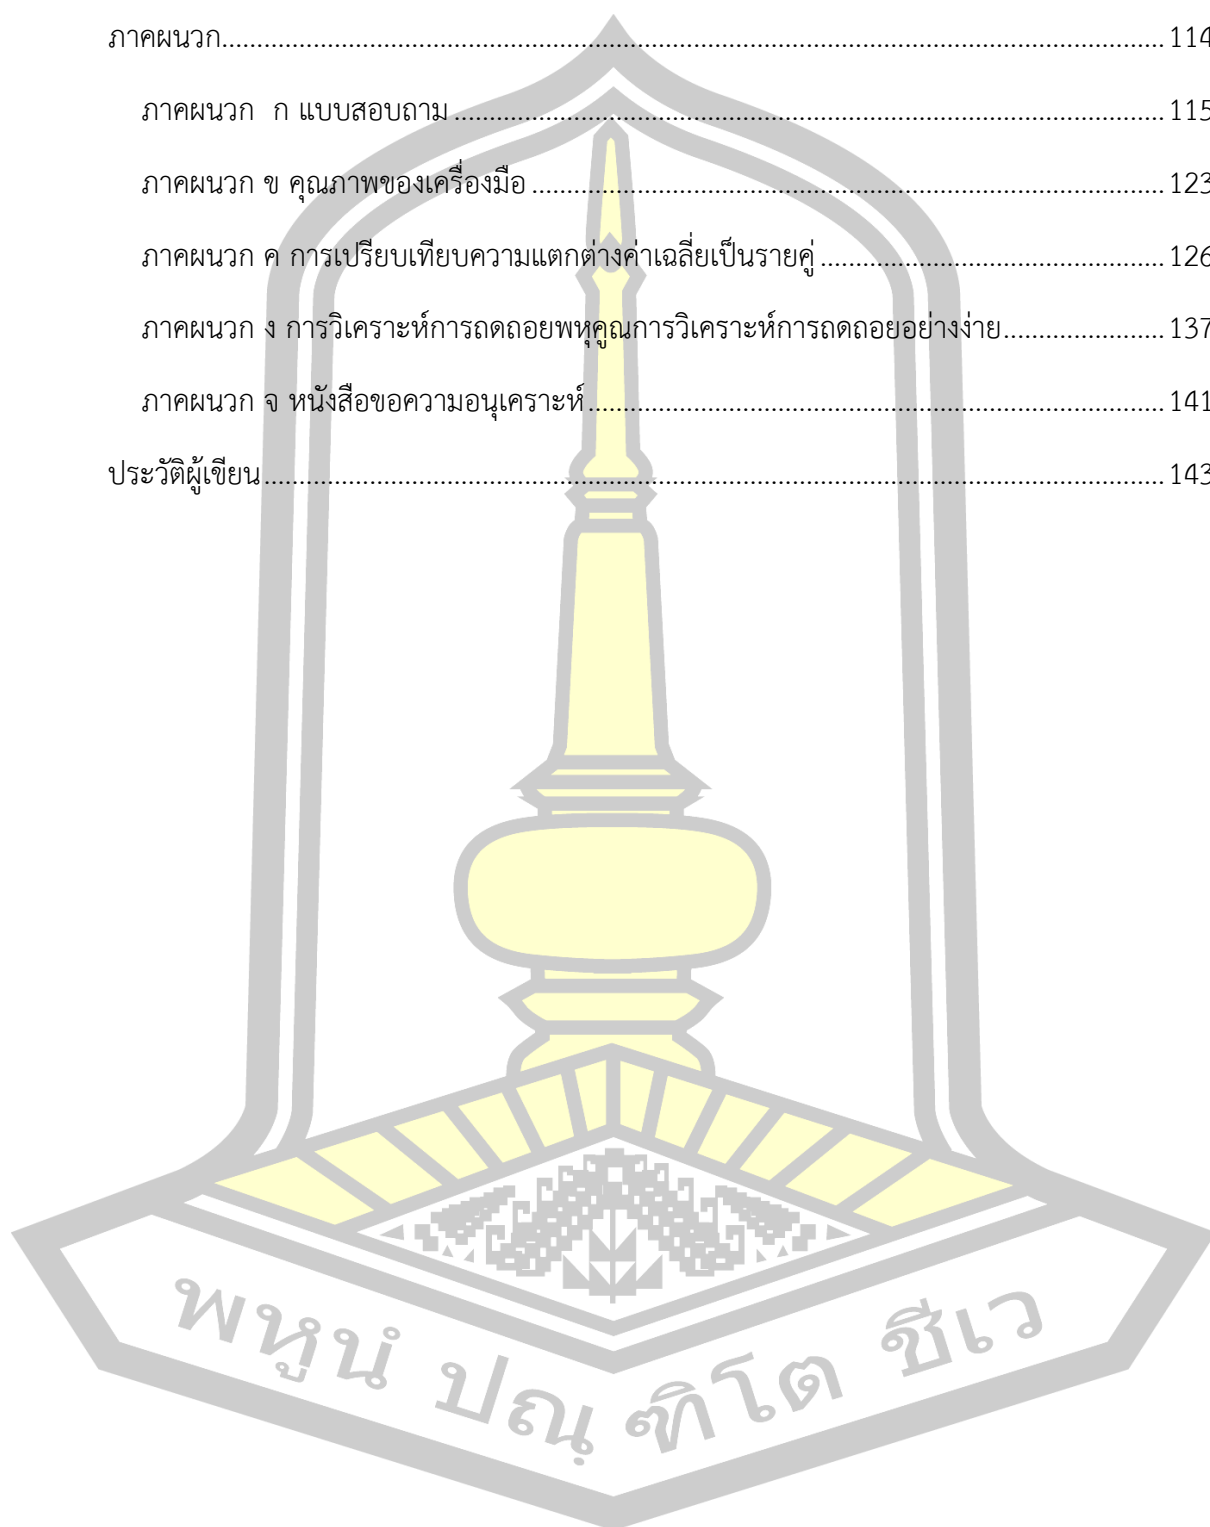 ภาคผนวก.................................................................................................................................... 114
ภาคผนวก ก แบบสอบถาม .................................................................................................... 115
ภาคผนวก ข คุณภาพของเครื่องมือ ......................................................................................... 123
ภาคผนวก ค การเปรียบเทียบความแตกต่างค่าเฉลี่ยเป็นรายคู่ ................................................ 126
ภาคผนวก ง การวิเคราะห์การถดถอยพหุคูณการวิเคราะห์การถดถอยอย่างง่าย....................... 137
ภาคผนวก จ หนังสือขอความอนุเคราะห์................................................................................. 141
ประวัติผู้เขียน.............................................................................................................................. 143
พหูนํ ปณฺฑิโต ชีเว